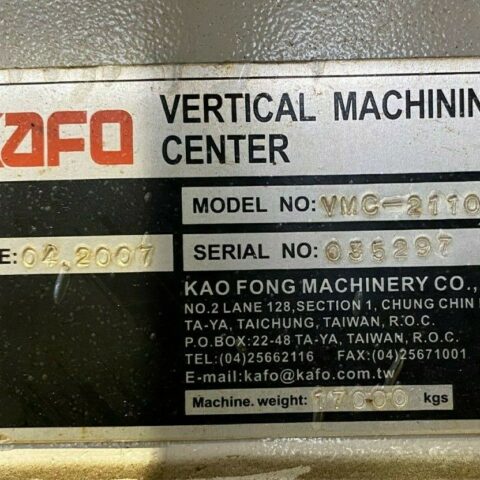 KAFO
VERTICAL MACHININ
CENTER
MODEL NO: VMC-2110
E: 04.2007
SERIAL NO: 035297
KAO FONG MACHINERY CO.,
NO.2 LANE 128,SECTION 1, CHUNG CHIN
TA-YA, TAICHUNG, TAIWAN, R.O.C.
P.O.BOX:22-48 TA-YA, TAIWAN, R.O.C.
TEL:(04)25662116 FAX:(04)25671001
E-mail:kafo@kafo.com.tw
Machine. weight: 17000 kgs